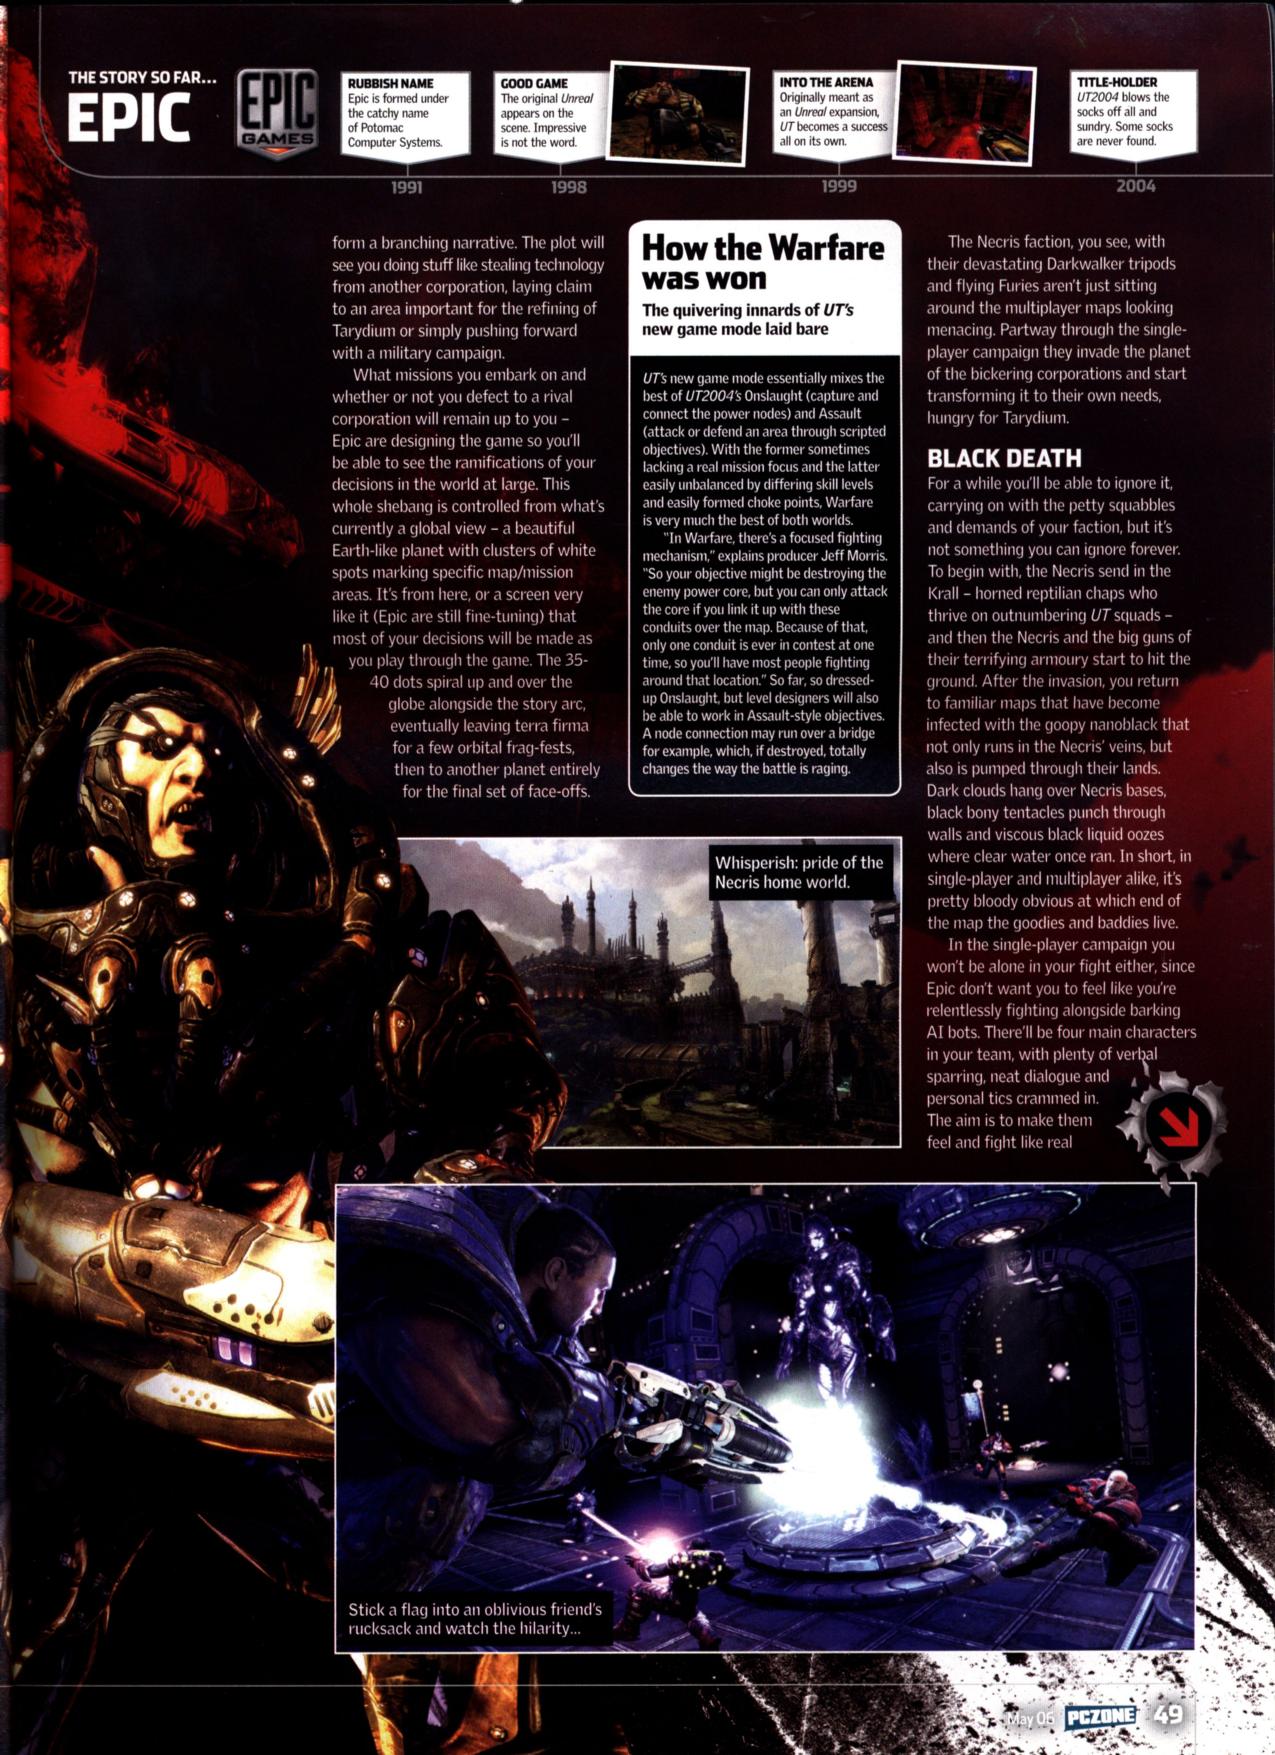 THE STORY SO FAR...
EPIC
EPIC
GAMES
RUBBISH NAME
Epic is formed under
the catchy name
of Potomac
Computer Systems.
1991
GOOD GAME
The original Unreal
appears on the
scene. Impressive
is not the word.
1998
INTO THE ARENA
Originally meant as
an Unreal expansion,
UT becomes a success
all on its own.
1999
TITLE-HOLDER
UT2004 blows the
socks off all and
sundry. Some socks
are never found.
2004
form a branching narrative. The plot will
see you doing stuff like stealing technology
from another corporation, laying claim
to an area important for the refining of
Tarydium or simply pushing forward
with a military campaign.
What missions you embark on and
whether or not you defect to a rival
corporation will remain up to you –
Epic are designing the game so you'll
be able to see the ramifications of your
decisions in the world at large. This
whole shebang is controlled from what's
currently a global view – a beautiful
Earth-like planet with clusters of white
spots marking specific map/mission
areas. It's from here, or a screen very
like it (Epic are still fine-tuning) that
most of your decisions will be made as
you play through the game. The 35-
40 dots spiral up and over the
globe alongside the story arc,
eventually leaving terra firma
for a few orbital frag-fests,
then to another planet entirely
for the final set of face-offs.
How the Warfare
was won
The quivering innards of UT's
new game mode laid bare
UT's new game mode essentially mixes the
best of UT2004's Onslaught (capture and
connect the power nodes) and Assault
(attack or defend an area through scripted
objectives). With the former sometimes
lacking a real mission focus and the latter
easily unbalanced by differing skill levels
and easily formed choke points, Warfare
is very much the best of both worlds.
"In Warfare, there's a focused fighting
mechanism," explains producer Jeff Morris.
"So your objective might be destroying the
enemy power core, but you can only attack
the core if you link it up with these
conduits over the map. Because of that,
only one conduit is ever in contest at one
time, so you'll have most people fighting
around that location." So far, so dressed-
up Onslaught, but level designers will also
be able to work in Assault-style objectives.
A node connection may run over a bridge
for example, which, if destroyed, totally
changes the way the battle is raging.
The Necris faction, you see, with
their devastating Darkwalker tripods
and flying Furies aren't just sitting
around the multiplayer maps looking
menacing. Partway through the single-
player campaign they invade the planet
of the bickering corporations and start
transforming it to their own needs,
hungry for Tarydium.
BLACK DEATH
For a while you'll be able to ignore it,
carrying on with the petty squabbles
and demands of your faction, but it's
not something you can ignore forever.
To begin with, the Necris send in the
Krall – horned reptilian chaps who
thrive on outnumbering UT squads –
and then the Necris and the big guns of
their terrifying armoury start to hit the
ground. After the invasion, you return
to familiar maps that have become
infected with the goopy nanoblack that
not only runs in the Necris' veins, but
also is pumped through their lands.
Dark clouds hang over Necris bases,
black bony tentacles punch through
walls and viscous black liquid oozes
where clear water once ran. In short, in
single-player and multiplayer alike, it's
pretty bloody obvious at which end of
the map the goodies and baddies live.
In the single-player campaign you
won't be alone in your fight either, since
Epic don't want you to feel like you're
relentlessly fighting alongside barking
AI bots. There'll be four main characters
in your team, with plenty of verbal
sparring, neat dialogue and
personal tics crammed in.
The aim is to make them
feel and fight like real
Whisperish: pride of the
Necris home world.
Stick a flag into an oblivious friend's
rucksack and watch the hilarity...
May 06 PCZONE 49